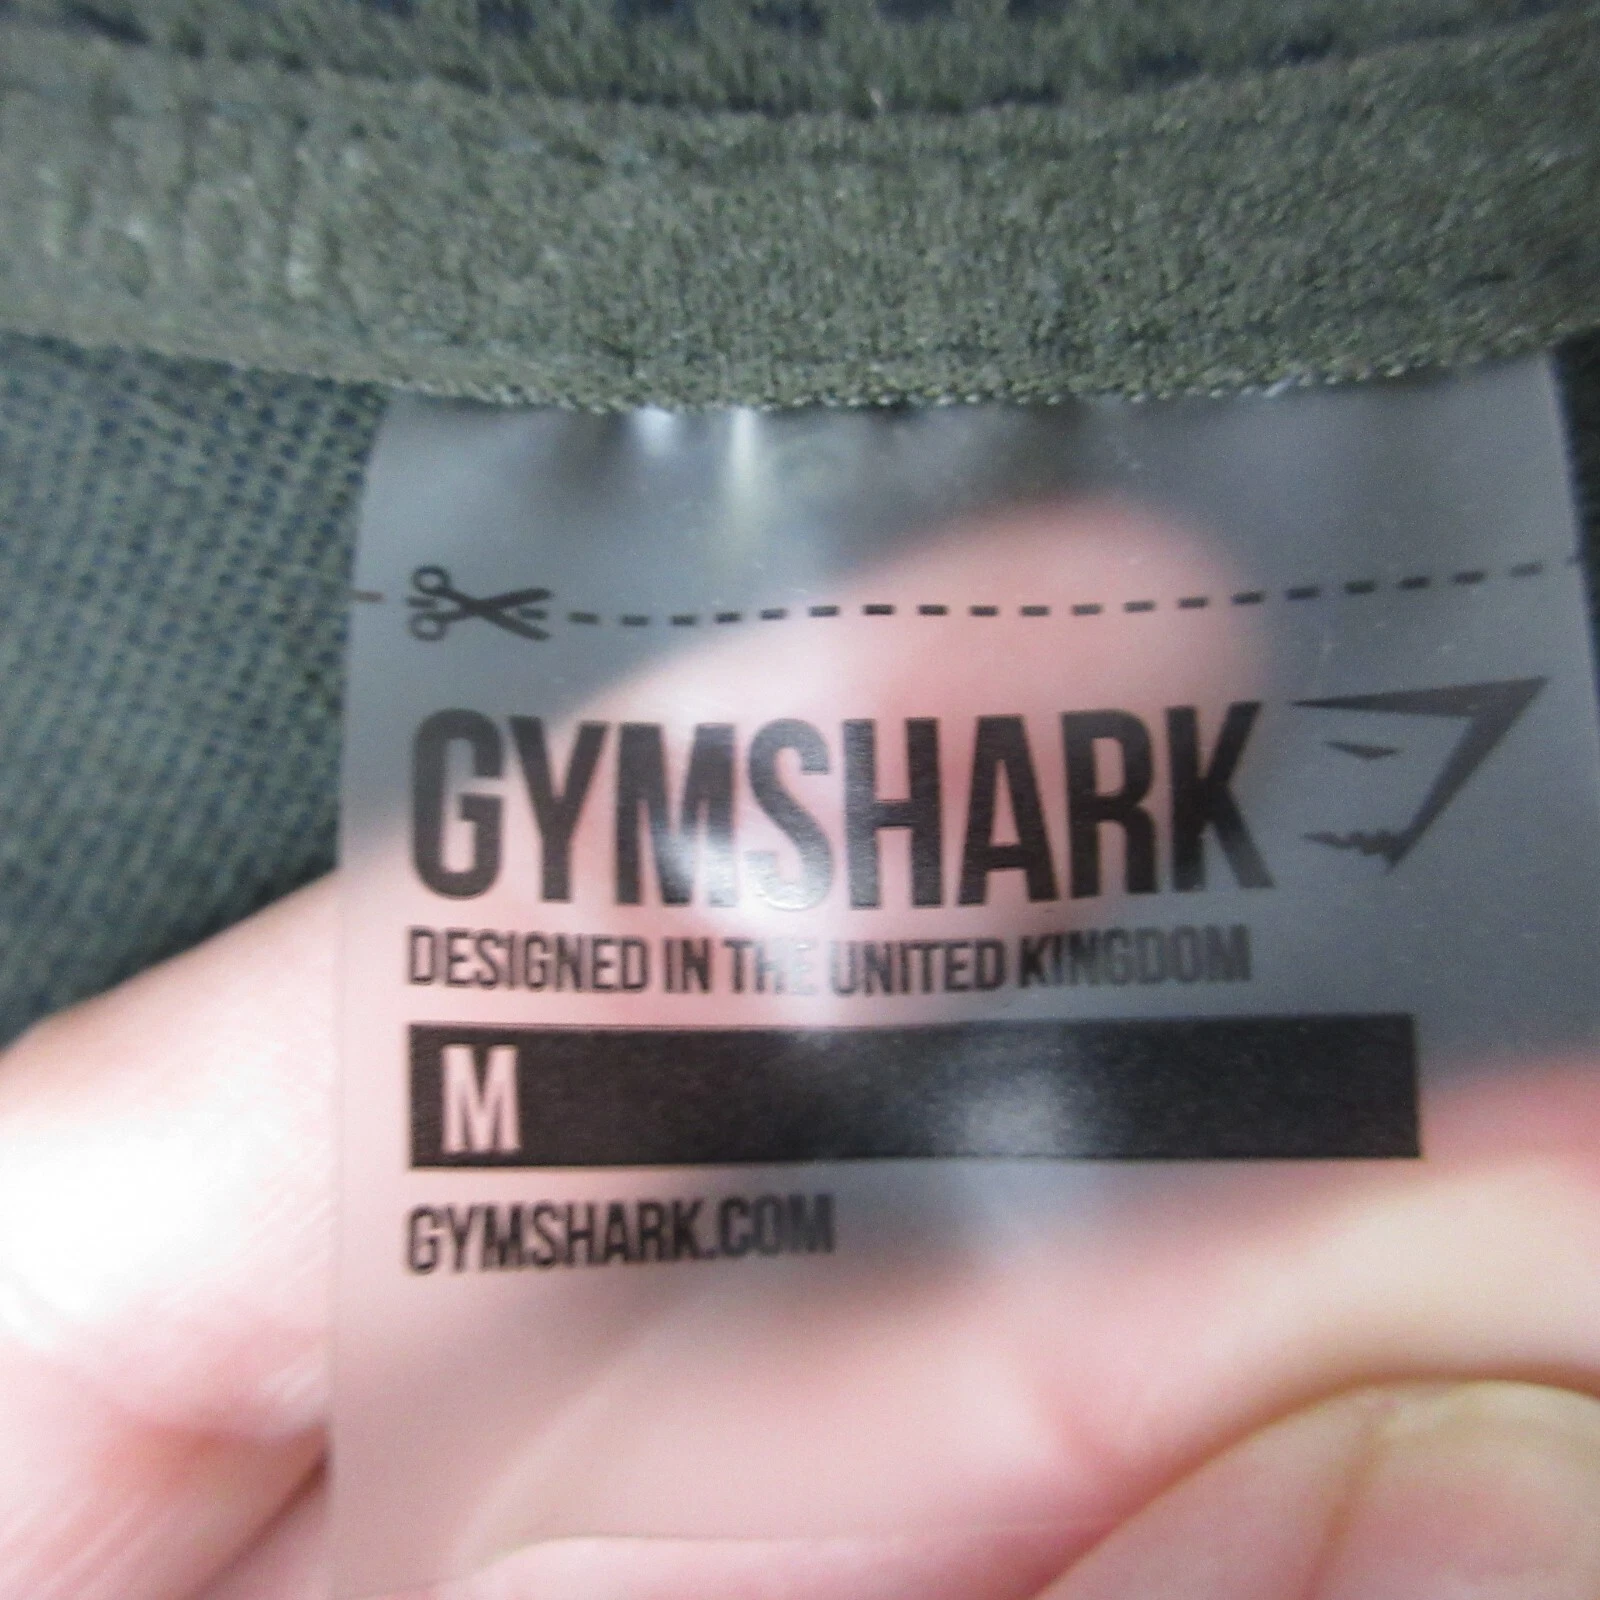 GYMSHARK
DESIGNED IN THE UNITED KINGDOM
M
GYMSHARK.COM